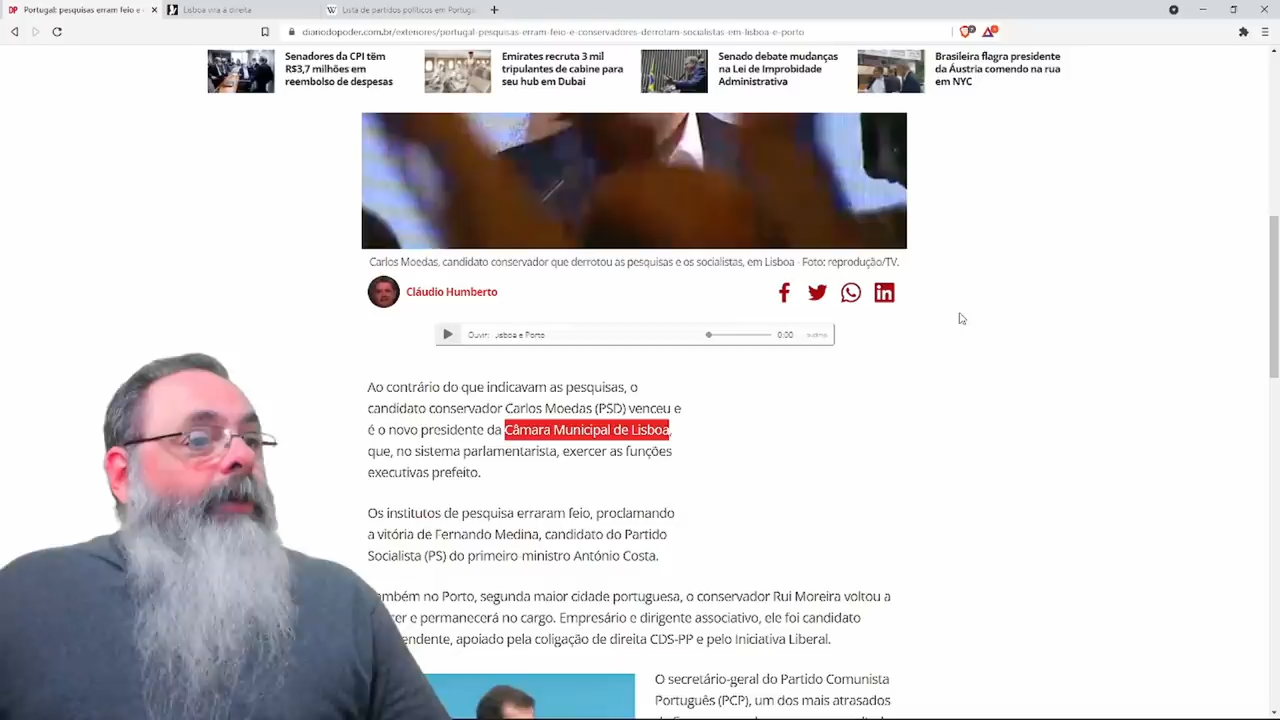 Portugal: pesquisas erram feio e
Lisboa vira à direita
Lista de partidos políticos em Portugal
diariodopoder.com.br/exteriores/portugal-pesquisas-erram-feio-e-conservadores-derrotam-socialistas-em-lisboa-e-porto
Senadores da CPI têm
R$3,7 milhões em
reembolso de despesas
Emirates recruta 3 mil
tripulantes de cabine para
seu hub em Dubai
Senado debate mudanças
na Lei de Improbidade
Administrativa
Brasileira flagra presidente
da Áustria comendo na rua
em NYC
Carlos Moedas, candidato conservador que derrotou as pesquisas e os socialistas, em Lisboa - Foto: reprodução/TV.
Cláudio Humberto
Ouvir: Lisboa e Porto
0:00
Ao contrário do que indicavam as pesquisas, o
candidato conservador Carlos Moedas (PSD) venceu e
é o novo presidente da Câmara Municipal de Lisboa,
que, no sistema parlamentarista, exercer as funções
executivas prefeito.
Os institutos de pesquisa erraram feio, proclamando
a vitória de Fernando Medina, candidato do Partido
Socialista (PS) do primeiro-ministro António Costa.
ambém no Porto, segunda maior cidade portuguesa, o conservador Rui Moreira voltou a
cer e permanecerá no cargo. Empresário e dirigente associativo, ele foi candidato
endente, apoiado pela coligação de direita CDS-PP e pelo Iniciativa Liberal.
O secretário-geral do Partido Comunista
Português (PCP), um dos mais atrasados